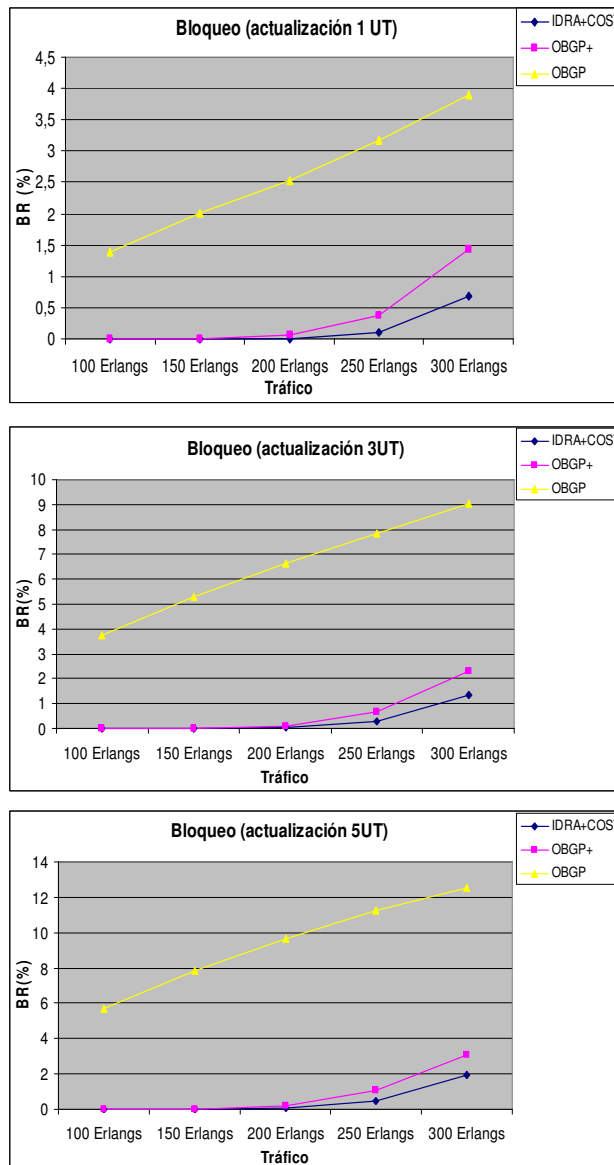 Bloqueo (actualización 1 UT)
IDRA+COST
OBGP+
OBGP
4,5
4
3,5
3
2,5
2
1,5
1
0,5
0
BR (%)
100 Erlangs 150 Erlangs 200 Erlangs 250 Erlangs 300 Erlangs
Tráfico
Bloqueo (actualización 3UT)
IDRA+COST
OBGP+
OBGP
10
9
8
7
6
5
4
3
2
1
0
BR(%)
100 Erlangs 150 Erlangs 200 Erlangs 250 Erlangs 300 Erlangs
Tráfico
Bloqueo (actualización 5UT)
IDRA+COST
OBGP+
OBGP
14
12
10
8
6
4
2
0
BR(%)
100 Erlangs 150 Erlangs 200 Erlangs 250 Erlangs 300 Erlangs
Tráfico